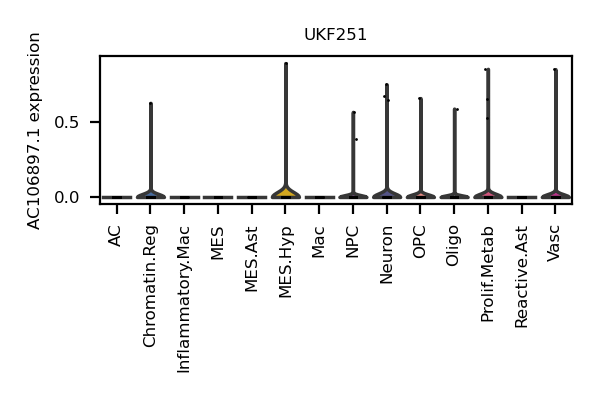 UKF251
AC106897.1 expression
0.5
0.0
AC
Chromatin.Reg
Inflammatory.Mac
MES
MES.Ast
MES.Hyp
Mac
NPC
Neuron
OPC
Oligo
Prolif.Metab
Reactive.Ast
Vasc